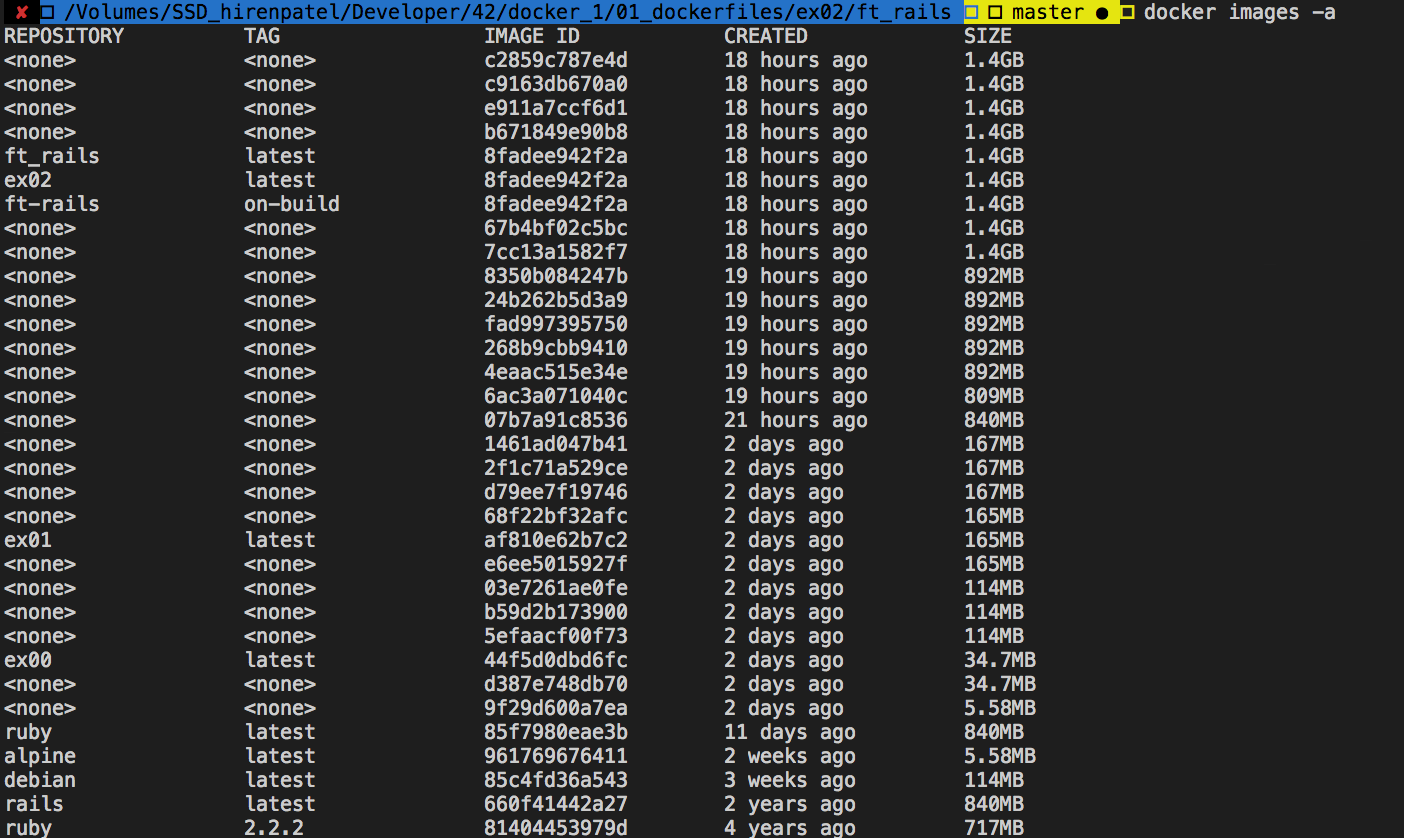 ✘ /Volumes/SSD_hirenpatel/Developer/42/docker_1/01_dockerfiles/ex02/ft_rails master ● docker images -a
REPOSITORY TAG IMAGE ID CREATED SIZE
<none> <none> c2859c787e4d 18 hours ago 1.4GB
<none> <none> c9163db670a0 18 hours ago 1.4GB
<none> <none> e911a7ccf6d1 18 hours ago 1.4GB
<none> <none> b671849e90b8 18 hours ago 1.4GB
ft_rails latest 8fadee942f2a 18 hours ago 1.4GB
ex02 latest 8fadee942f2a 18 hours ago 1.4GB
ft-rails on-build 8fadee942f2a 18 hours ago 1.4GB
<none> <none> 67b4bf02c5bc 18 hours ago 1.4GB
<none> <none> 7cc13a1582f7 18 hours ago 1.4GB
<none> <none> 8350b084247b 19 hours ago 892MB
<none> <none> 24b262b5d3a9 19 hours ago 892MB
<none> <none> fad997395750 19 hours ago 892MB
<none> <none> 268b9cbb9410 19 hours ago 892MB
<none> <none> 4eaac515e34e 19 hours ago 892MB
<none> <none> 6ac3a071040c 19 hours ago 809MB
<none> <none> 07b7a91c8536 21 hours ago 840MB
<none> <none> 1461ad047b41 2 days ago 167MB
<none> <none> 2f1c71a529ce 2 days ago 167MB
<none> <none> d79ee7f19746 2 days ago 167MB
<none> <none> 68f22bf32afc 2 days ago 165MB
ex01 latest af810e62b7c2 2 days ago 165MB
<none> <none> e6ee5015927f 2 days ago 165MB
<none> <none> 03e7261ae0fe 2 days ago 114MB
<none> <none> b59d2b173900 2 days ago 114MB
<none> <none> 5efaacf00f73 2 days ago 114MB
ex00 latest 44f5d0dbd6fc 2 days ago 34.7MB
<none> <none> d387e748db70 2 days ago 34.7MB
<none> <none> 9f29d600a7ea 2 days ago 5.58MB
ruby latest 85f7980eae3b 11 days ago 840MB
alpine latest 961769676411 2 weeks ago 5.58MB
debian latest 85c4fd36a543 3 weeks ago 114MB
rails latest 660f41442a27 2 years ago 840MB
ruby 2.2.2 81404453979d 4 years ago 717MB